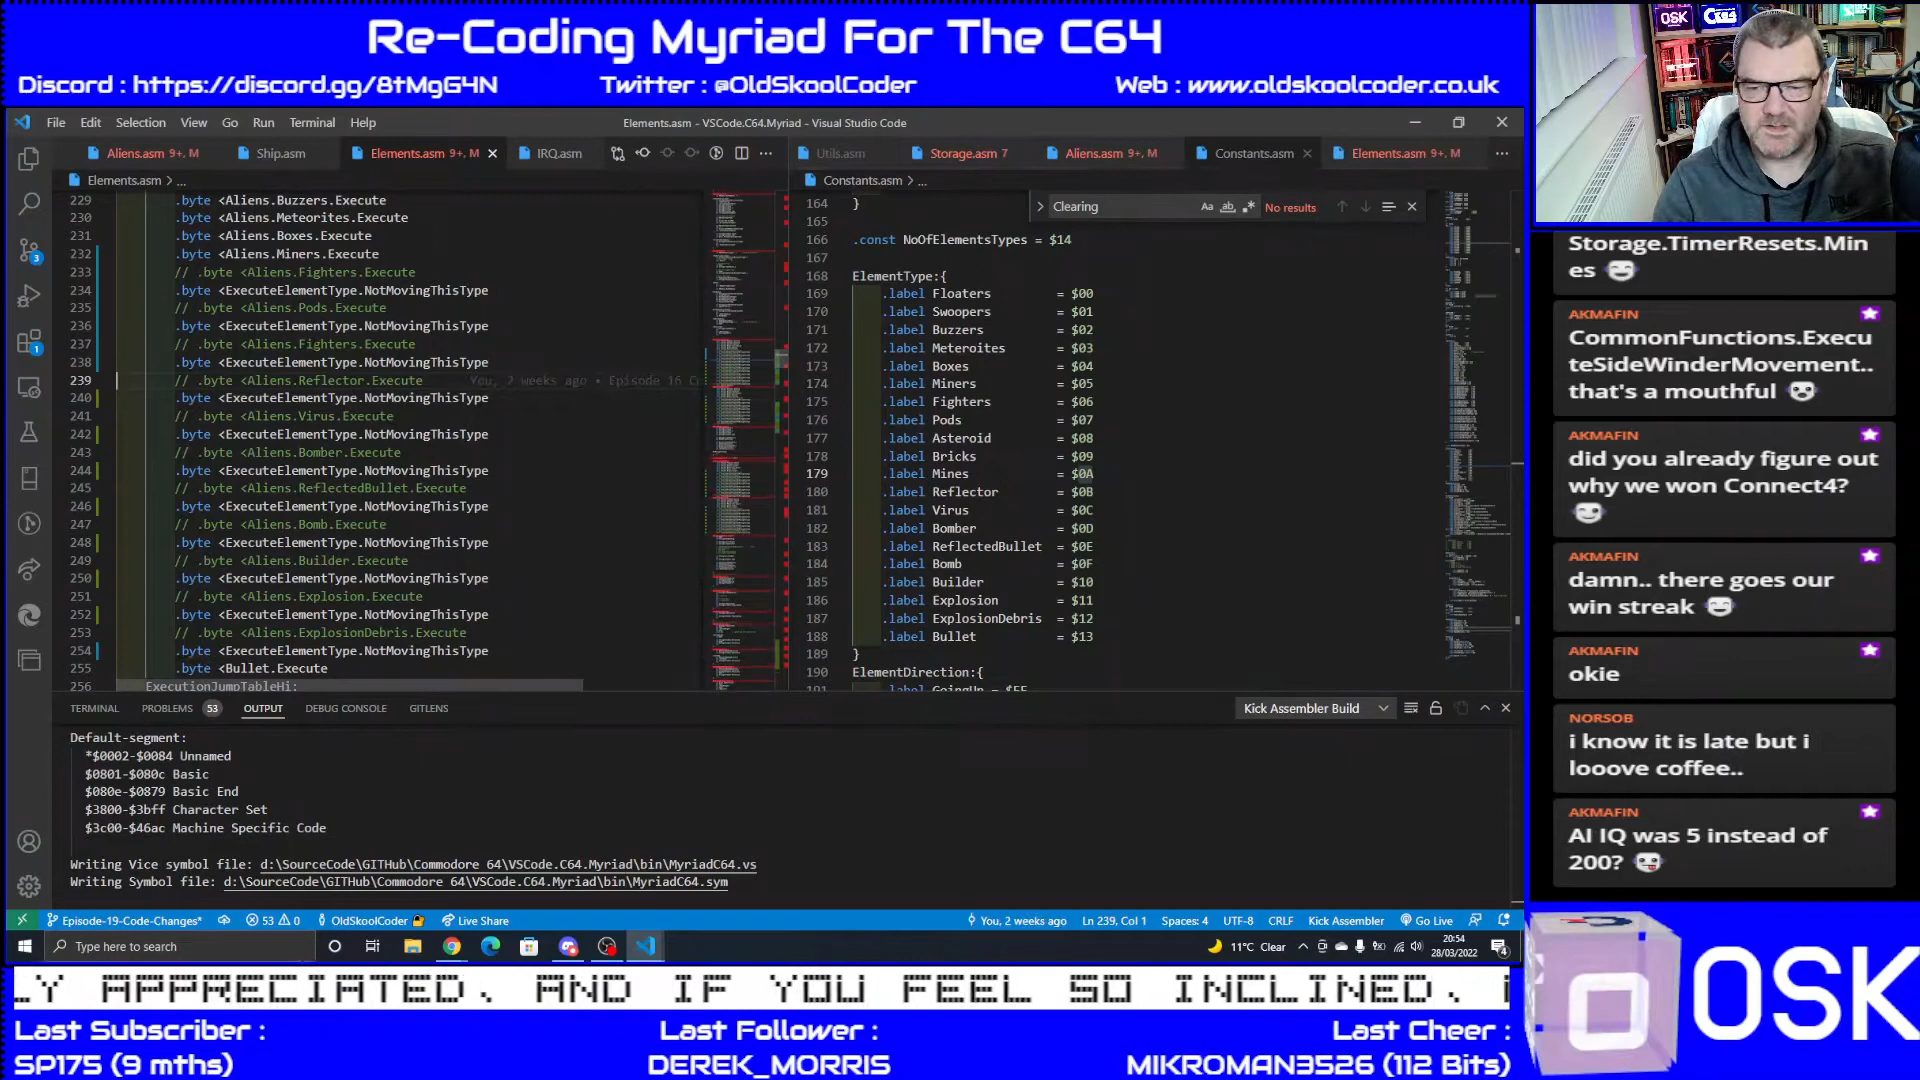 Re-Coding Myriad For The C64
Discord : https://discord.gg/8tMgG4N
Twitter : @OldSkoolCoder
Web : www.oldskoolcoder.co.uk
File Edit Selection View Go Run Terminal Help
Elements.asm - VSCode.C64.Myriad - Visual Studio Code
Aliens.asm 9+, M
Ship.asm
Elements.asm 9+, M
IRQ.asm
Utils.asm
Storage.asm 7
Aliens.asm 9+, M
Constants.asm
Elements.asm 9+, M
Elements.asm > ...
229 .byte <Aliens.Buzzers.Execute
230 .byte <Aliens.Meteorites.Execute
231 .byte <Aliens.Boxes.Execute
232 .byte <Aliens.Miners.Execute
233 // .byte <Aliens.Fighters.Execute
234 .byte <ExecuteElementType.NotMovingThisType
235 // .byte <Aliens.Pods.Execute
236 .byte <ExecuteElementType.NotMovingThisType
237 // .byte <Aliens.Fighters.Execute
238 .byte <ExecuteElementType.NotMovingThisType
239 // .byte <Aliens.Reflector.Execute You, 2 weeks ago • Episode 16 C
240 .byte <ExecuteElementType.NotMovingThisType
241 // .byte <Aliens.Virus.Execute
242 .byte <ExecuteElementType.NotMovingThisType
243 // .byte <Aliens.Bomber.Execute
244 .byte <ExecuteElementType.NotMovingThisType
245 // .byte <Aliens.ReflectedBullet.Execute
246 .byte <ExecuteElementType.NotMovingThisType
247 // .byte <Aliens.Bomb.Execute
248 .byte <ExecuteElementType.NotMovingThisType
249 // .byte <Aliens.Builder.Execute
250 .byte <ExecuteElementType.NotMovingThisType
251 // .byte <Aliens.Explosion.Execute
252 .byte <ExecuteElementType.NotMovingThisType
253 // .byte <Aliens.ExplosionDebris.Execute
254 .byte <ExecuteElementType.NotMovingThisType
255 .byte <Bullet.Execute
256 ExecutionJumpTableHi:
Constants.asm > ...
Clearing
Aa ab No results
164 }
165
166 .const NoOfElementsTypes = $14
167
168 ElementType:{
169 .label Floaters = $00
170 .label Swoopers = $01
171 .label Buzzers = $02
172 .label Meteroites = $03
173 .label Boxes = $04
174 .label Miners = $05
175 .label Fighters = $06
176 .label Pods = $07
177 .label Asteroid = $08
178 .label Bricks = $09
179 .label Mines = $0A
180 .label Reflector = $0B
181 .label Virus = $0C
182 .label Bomber = $0D
183 .label ReflectedBullet = $0E
184 .label Bomb = $0F
185 .label Builder = $10
186 .label Explosion = $11
187 .label ExplosionDebris = $12
188 .label Bullet = $13
189 }
190 ElementDirection:{
191 .label GoingUp = $FF
TERMINAL PROBLEMS 53 OUTPUT DEBUG CONSOLE GITLENS
Kick Assembler Build
Default-segment:
*$0002-$0084 Unnamed
$0801-$080c Basic
$080e-$0879 Basic End
$3800-$3bff Character Set
$3c00-$46ac Machine Specific Code
Writing Vice symbol file: d:\SourceCode\GITHub\Commodore 64\VSCode.C64.Myriad\bin\MyriadC64.vs
Writing Symbol file: d:\SourceCode\GITHub\Commodore 64\VSCode.C64.Myriad\bin\MyriadC64.sym
Episode-19-Code-Changes* 53 0 OldSkoolCoder Live Share
You, 2 weeks ago Ln 239, Col 1 Spaces: 4 UTF-8 CRLF Kick Assembler Go Live
Type here to search
11°C Clear
20:54
28/03/2022
4
3
1
OSK
C64
Storage.TimerResets.Min
es
AKMAFIN
CommonFunctions.Execu
teSideWinderMovement..
that's a mouthful
AKMAFIN
did you already figure out
why we won Connect4?
AKMAFIN
damn.. there goes our
win streak
AKMAFIN
okie
NORSOB
i know it is late but i
looove coffee..
AKMAFIN
AI IQ was 5 instead of
200?
LY APPRECIATED. AND IF YOU FEEL SO INCLINED.
Last Subscriber :
SP175 (9 mths)
Last Follower :
DEREK_MORRIS
Last Cheer :
MIKROMAN3526 (112 Bits)
OSK